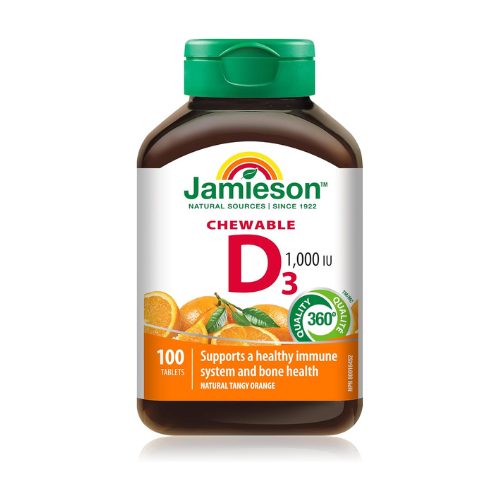 Jamieson™
NATURAL SOURCES | SINCE 1922
CHEWABLE
D3
1,000 IU
QUALITY
360°
QUALITÉ
100
TABLETS
Supports a healthy immune
system and bone health
NATURAL TANGY ORANGE